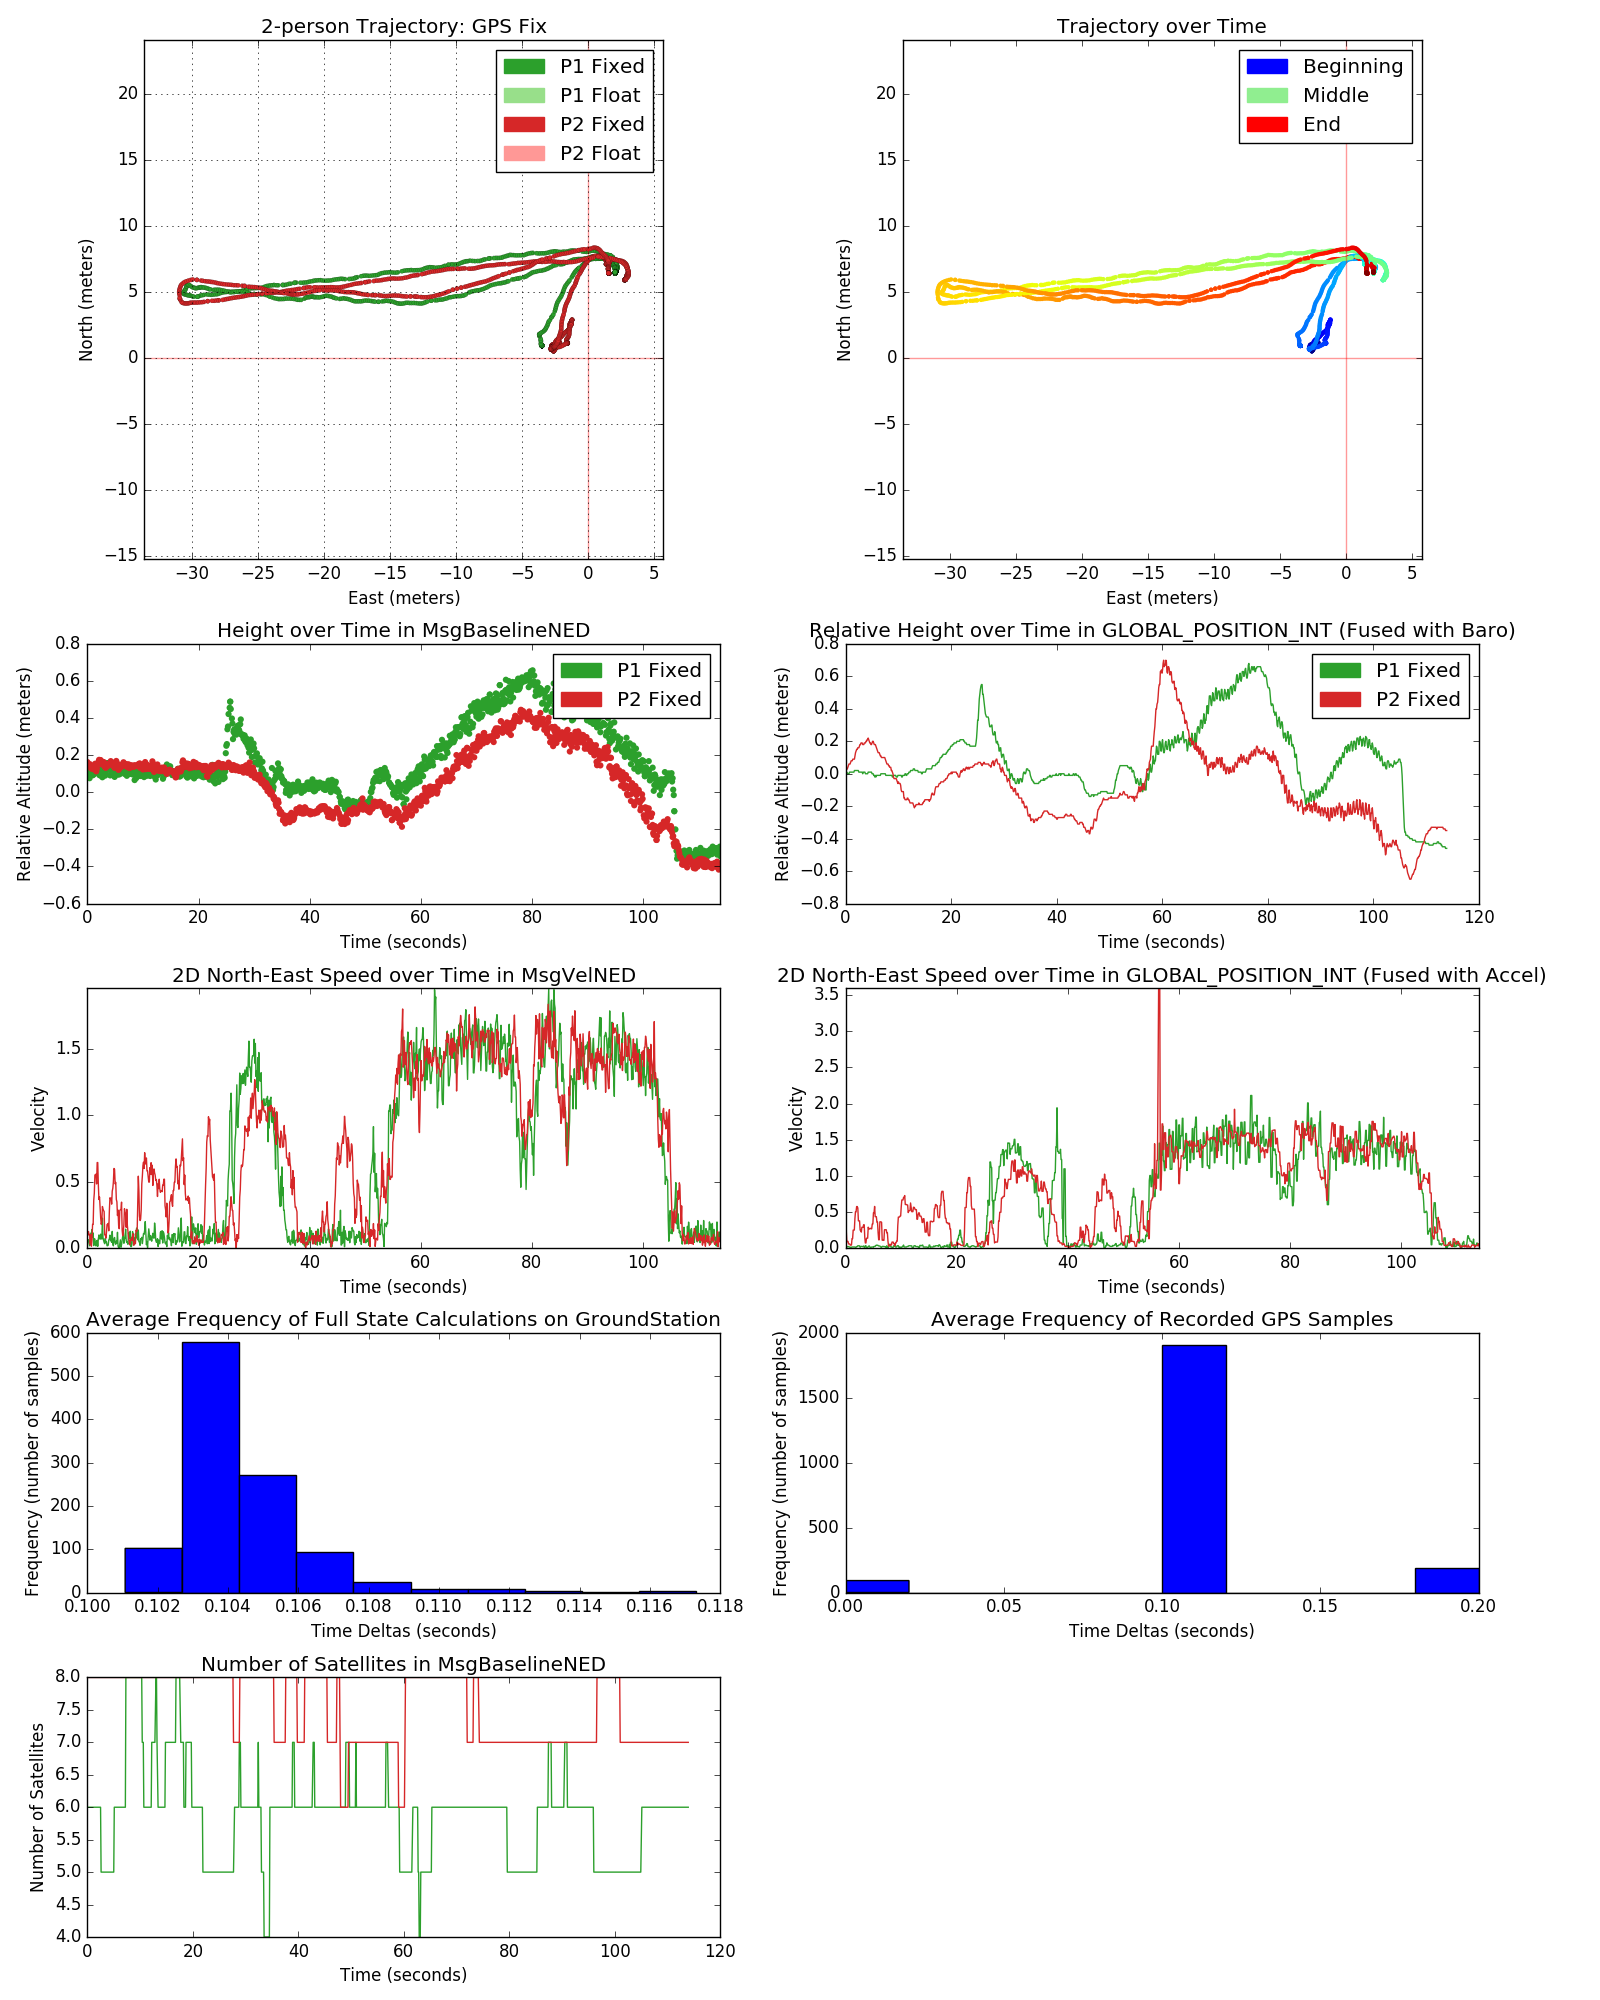 2-person Trajectory: GPS Fix
P1 Fixed
P1 Float
P2 Fixed
P2 Float
20
15
10
5
0
−5
−10
−15
North (meters)
−30 −25 −20 −15 −10 −5 0 5
East (meters)
Trajectory over Time
Beginning
Middle
End
20
15
10
5
0
−5
−10
−15
North (meters)
−30 −25 −20 −15 −10 −5 0 5
East (meters)
Height over Time in MsgBaselineNED
P1 Fixed
P2 Fixed
0.8
0.6
0.4
0.2
0.0
−0.2
−0.4
−0.6
Relative Altitude (meters)
0 20 40 60 80 100
Time (seconds)
Relative Height over Time in GLOBAL_POSITION_INT (Fused with Baro)
P1 Fixed
P2 Fixed
0.8
0.6
0.4
0.2
0.0
−0.2
−0.4
−0.6
−0.8
Relative Altitude (meters)
0 20 40 60 80 100 120
Time (seconds)
2D North-East Speed over Time in MsgVelNED
1.5
1.0
0.5
0.0
Velocity
0 20 40 60 80 100
Time (seconds)
2D North-East Speed over Time in GLOBAL_POSITION_INT (Fused with Accel)
3.5
3.0
2.5
2.0
1.5
1.0
0.5
0.0
Velocity
0 20 40 60 80 100
Time (seconds)
Average Frequency of Full State Calculations on GroundStation
600
500
400
300
200
100
0
Frequency (number of samples)
0.100 0.102 0.104 0.106 0.108 0.110 0.112 0.114 0.116 0.118
Time Deltas (seconds)
Average Frequency of Recorded GPS Samples
2000
1500
1000
500
0
Frequency (number of samples)
0.00 0.05 0.10 0.15 0.20
Time Deltas (seconds)
Number of Satellites in MsgBaselineNED
8.0
7.5
7.0
6.5
6.0
5.5
5.0
4.5
4.0
Number of Satellites
0 20 40 60 80 100 120
Time (seconds)